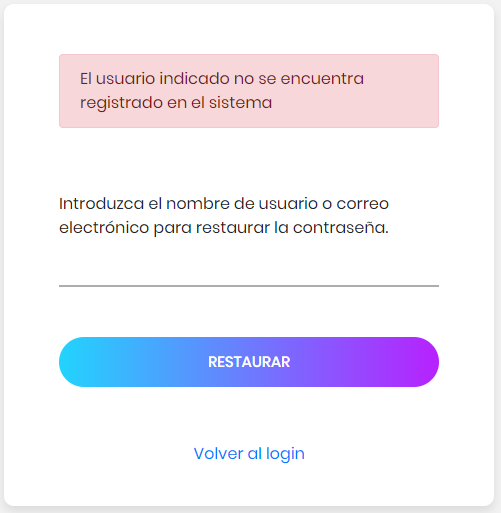 El usuario indicado no se encuentra
registrado en el sistema
Introduzca el nombre de usuario o correo
electrónico para restaurar la contraseña.
RESTAURAR
Volver al login